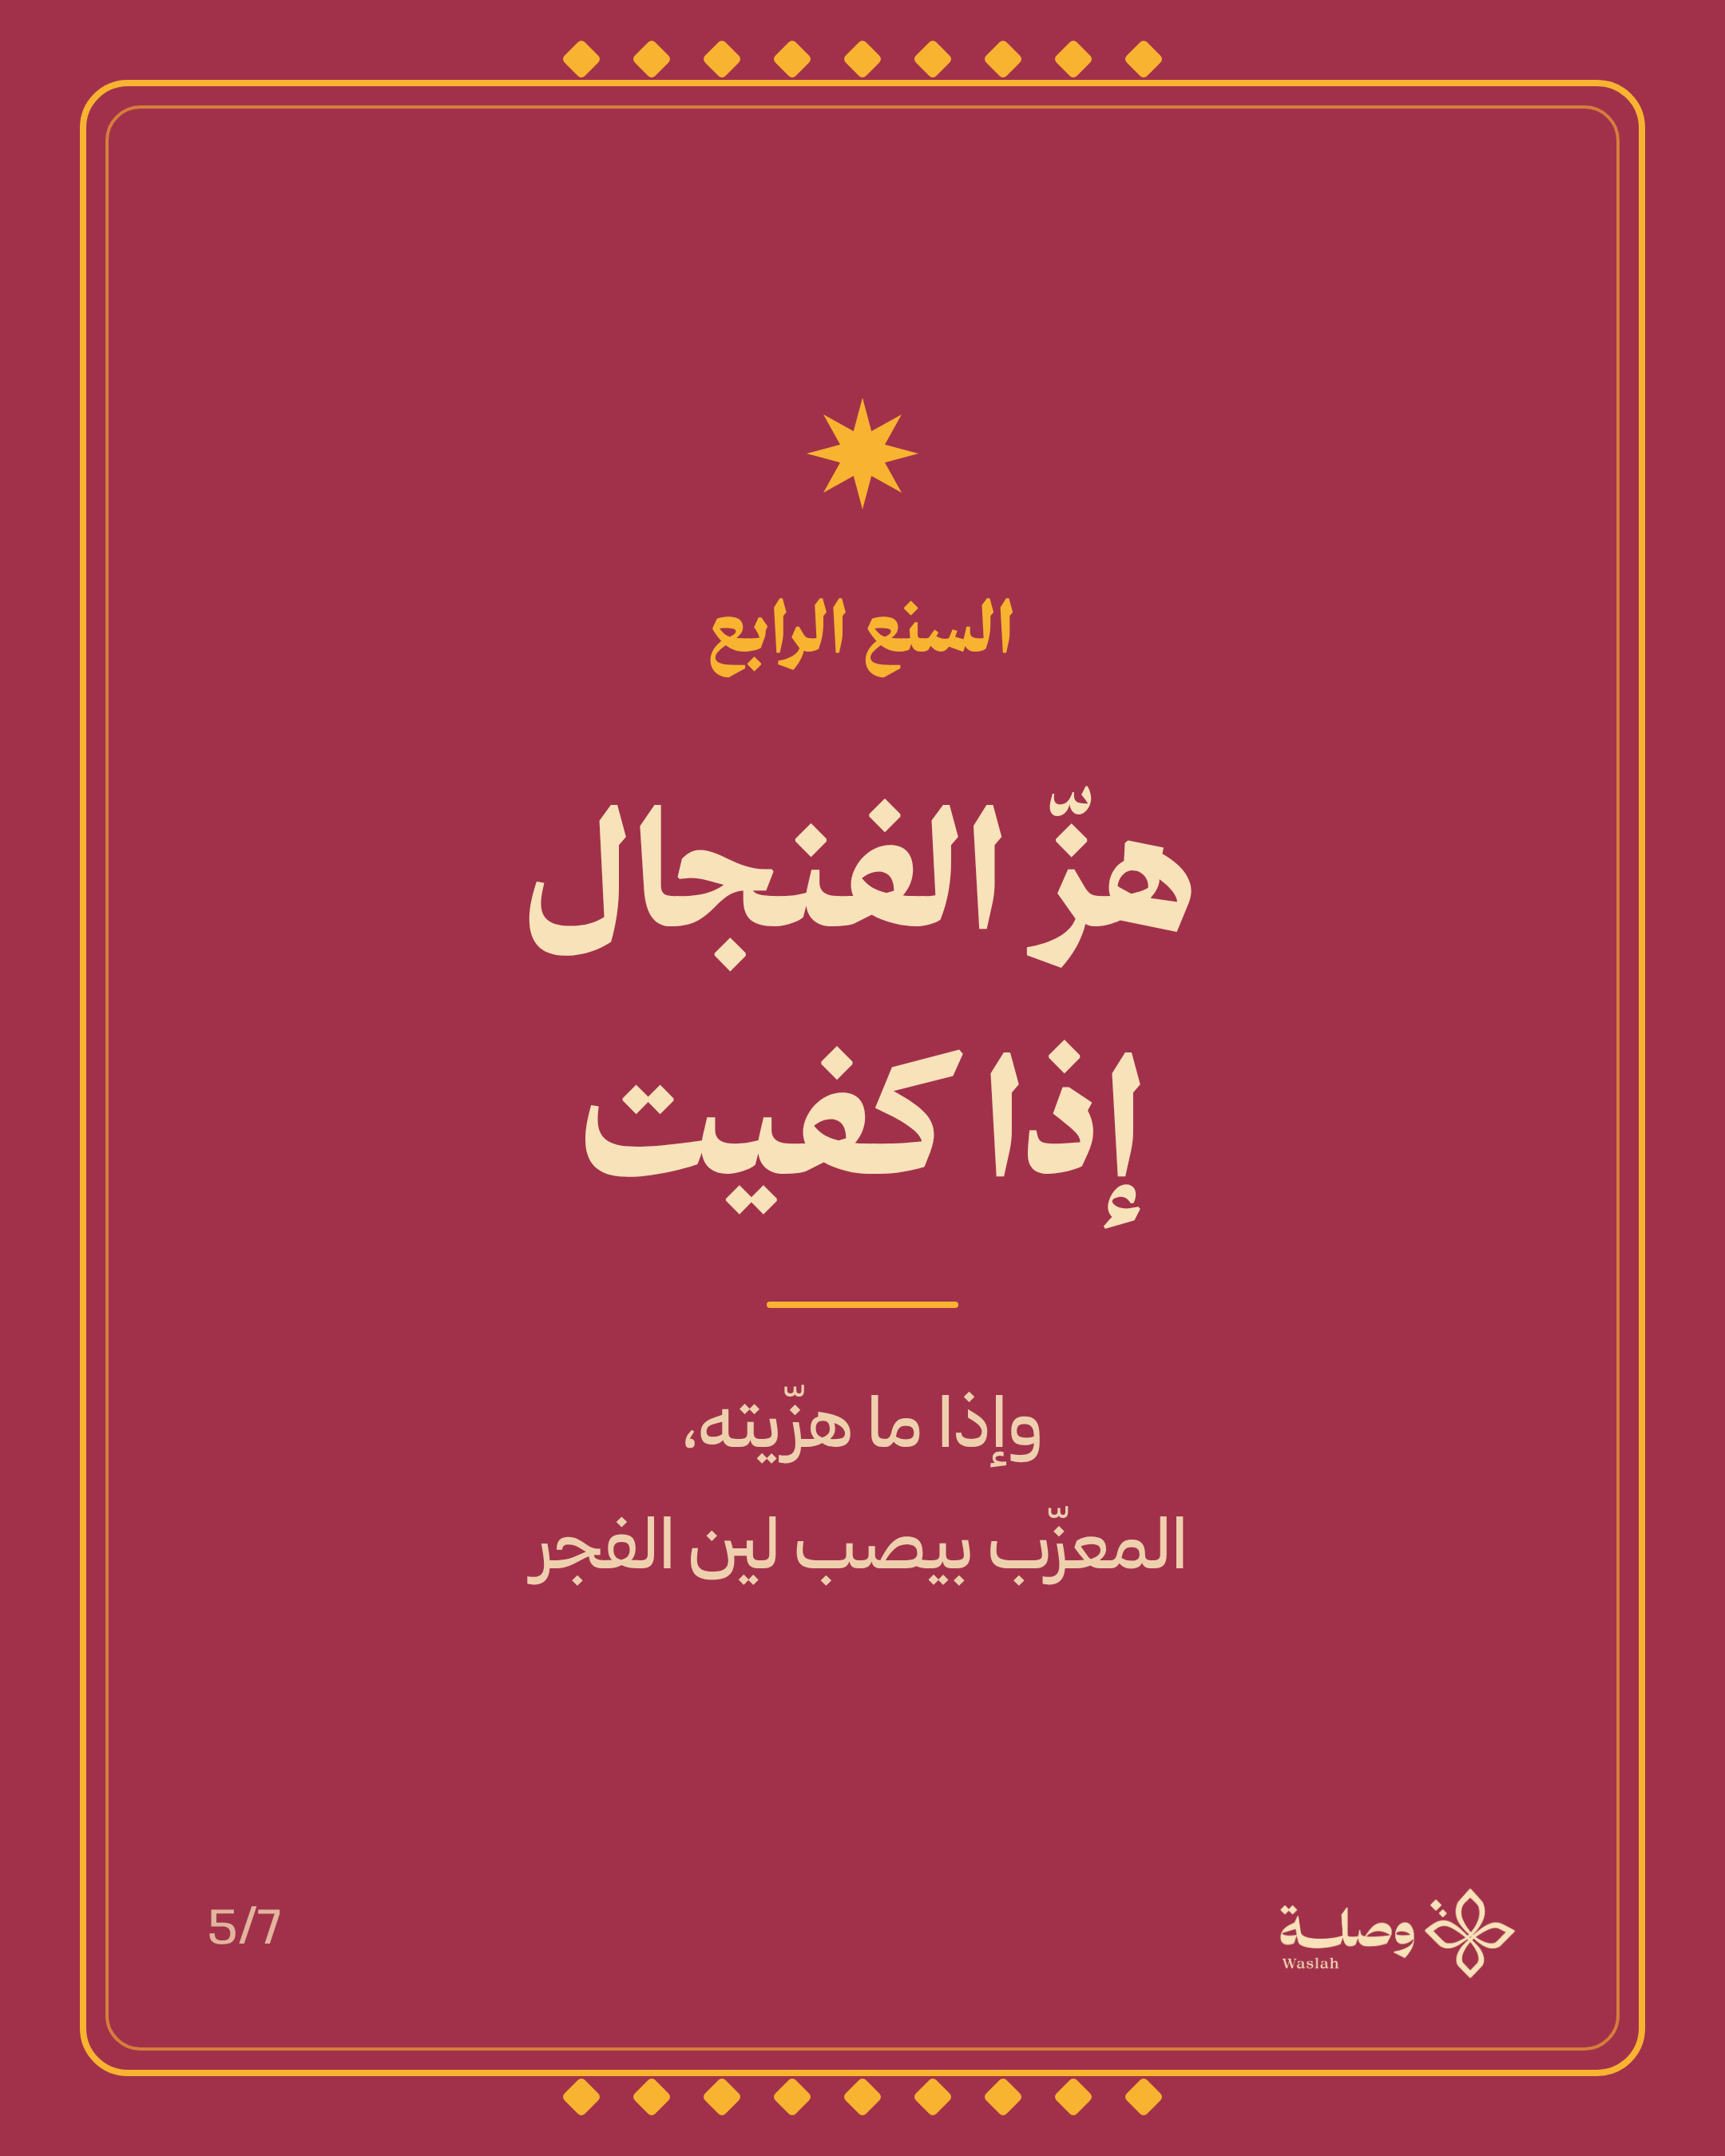 السنع الرابع
هزّ الفنجال
إذا كفيت
وإذا ما هزّيته،
المعزّب بيصب لين الفجر
5/7
وصلة
Waslah